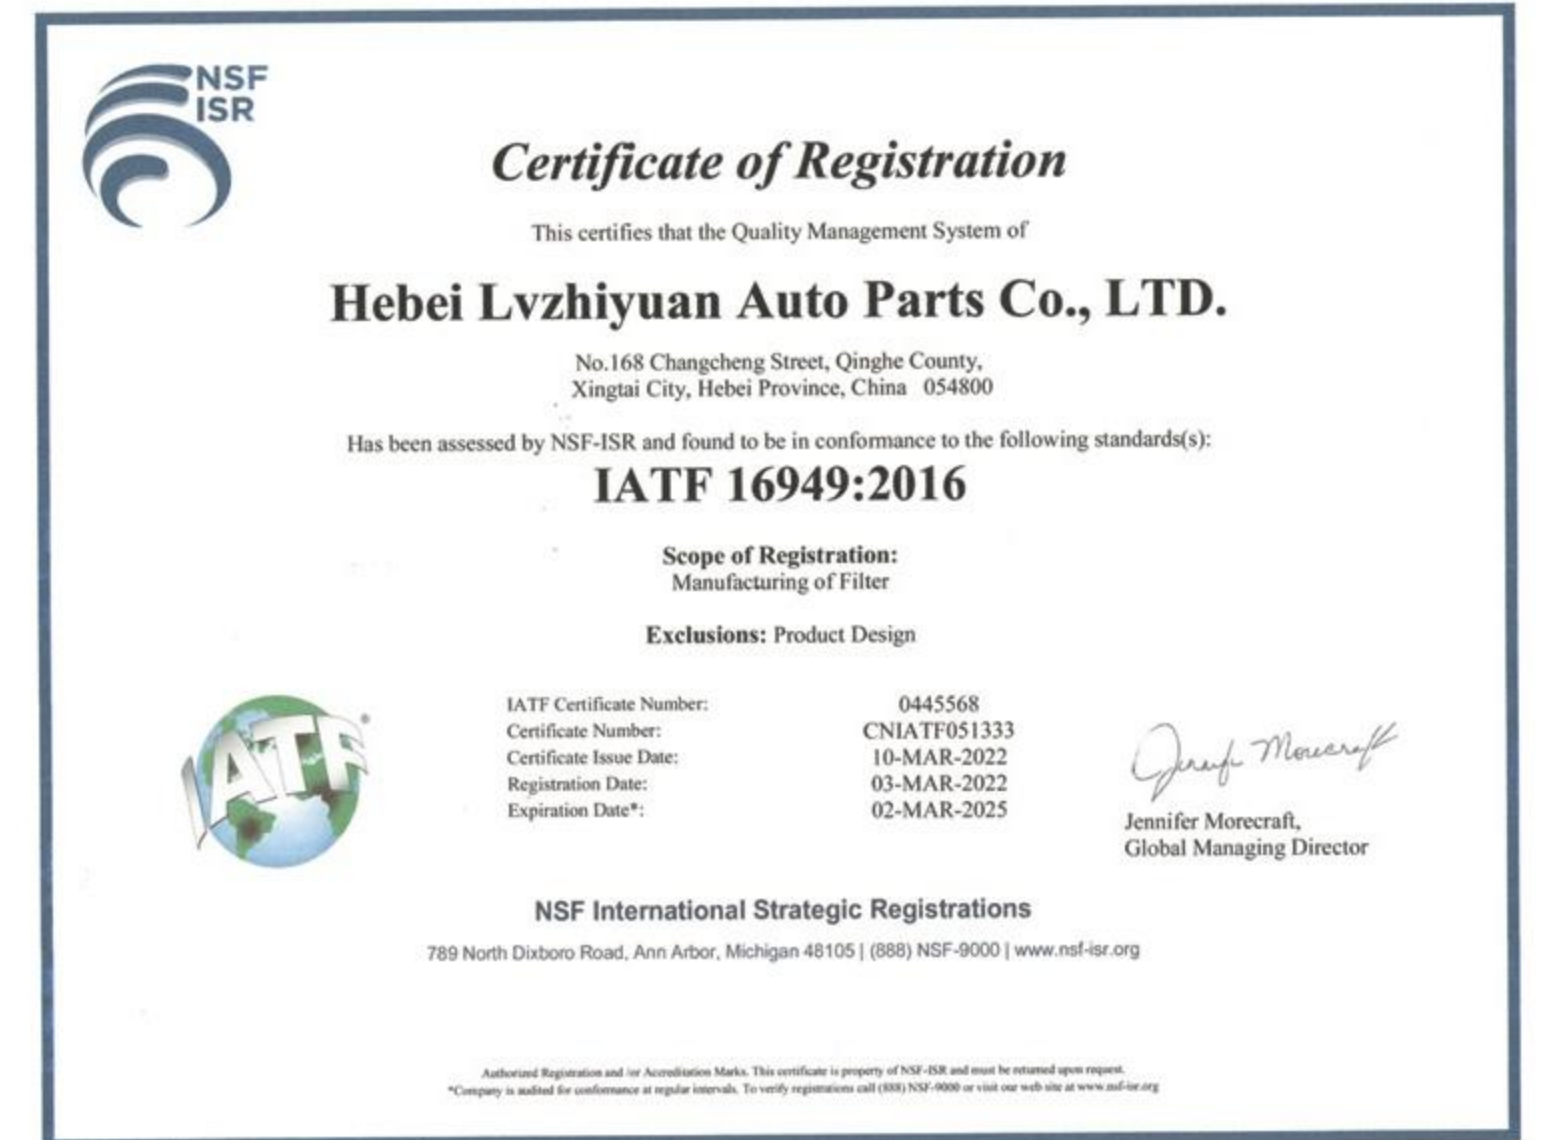 NSF
ISR
Certificate of Registration
This certifies that the Quality Management System of
Hebei Lvzhiyuan Auto Parts Co., LTD.
No.168 Changcheng Street, Qinghe County,
Xingtai City, Hebei Province, China 054800
Has been assessed by NSF-ISR and found to be in conformance to the following standards(s):
IATF 16949:2016
Scope of Registration:
Manufacturing of Filter
Exclusions: Product Design
IATF®
IATF Certificate Number: 0445568
Certificate Number: CNIATF051333
Certificate Issue Date: 10-MAR-2022
Registration Date: 03-MAR-2022
Expiration Date*: 02-MAR-2025
Jennifer Morecraft
Jennifer Morecraft,
Global Managing Director
NSF International Strategic Registrations
789 North Dixboro Road, Ann Arbor, Michigan 48105 | (888) NSF-9000 | www.nsf-isr.org
Authorized Registration and /or Accreditation Marks. This certificate is property of NSF-ISR and must be returned upon request.
*Company is audited for conformance at regular intervals. To verify registrations call (888) NSF-9000 or visit our web site at www.nsf-isr.org